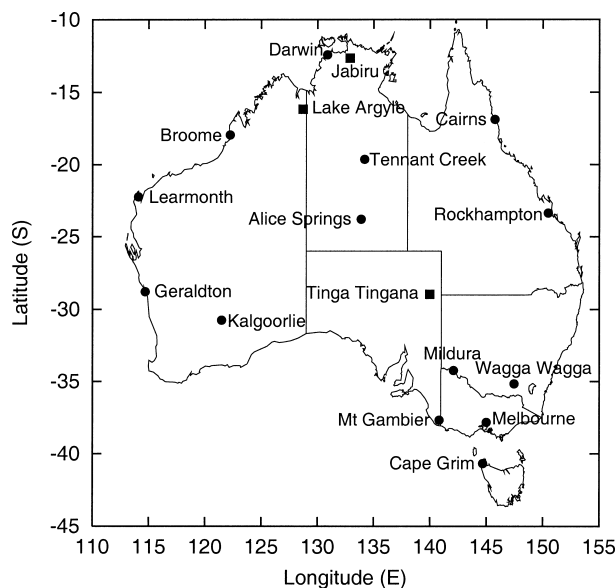 -10
Darwin
Jabiru
-15
Lake Argyle
Cairns
Broome
-20
Tennant Creek
Learmonth
Alice Springs
Rockhampton
-25
Latitude (S)
Geraldton
Tinga Tingana
-30
Kalgoorlie
Mildura
Wagga Wagga
-35
Mt Gambier
Melbourne
-40
Cape Grim
-45
110 115 120 125 130 135 140 145 150 155
Longitude (E)